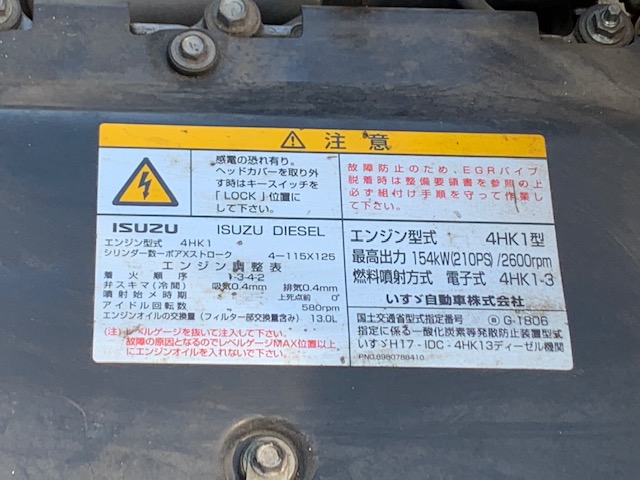 ⚠ 注意
感電の恐れ有り。
ヘッドカバーを取り外
す時はキースイッチを
「LOCK」位置に
して下さい。
故障防止のため、EGRパイプ
脱着時は整備要領書を参照の上
必ず組付け手順を守って作業し
て下さい。
ISUZU ISUZU DIESEL
エンジン型式 4HK1
シリンダー数ーボアXストローク 4ー115X125
エンジン調整表
着火順序 1-3-4-2
弁スキマ(冷間) 吸気0.4mm 排気0.4mm
噴射始メ時期 上死点前 0°
アイドル回転数 580rpm
エンジンオイルの交換量(フィルター部交換量含み) 13.0L
(注)レベルゲージを抜いて注入して下さい。
故障の原因となるのでレベルゲージMAX位置以上、
にエンジンオイルを入れないで下さい。
エンジン型式 4HK1型
最高出力 154kW(210PS)/2600rpm
燃料噴射方式 電子式 4HK1-3
いすゞ自動車株式会社
国土交通省型式指定番号 G-1806
指定に係る一酸化炭素等発散防止装置型式
いすゞH17-IDC-4HK13ディーゼル機関
PNO.8980788410